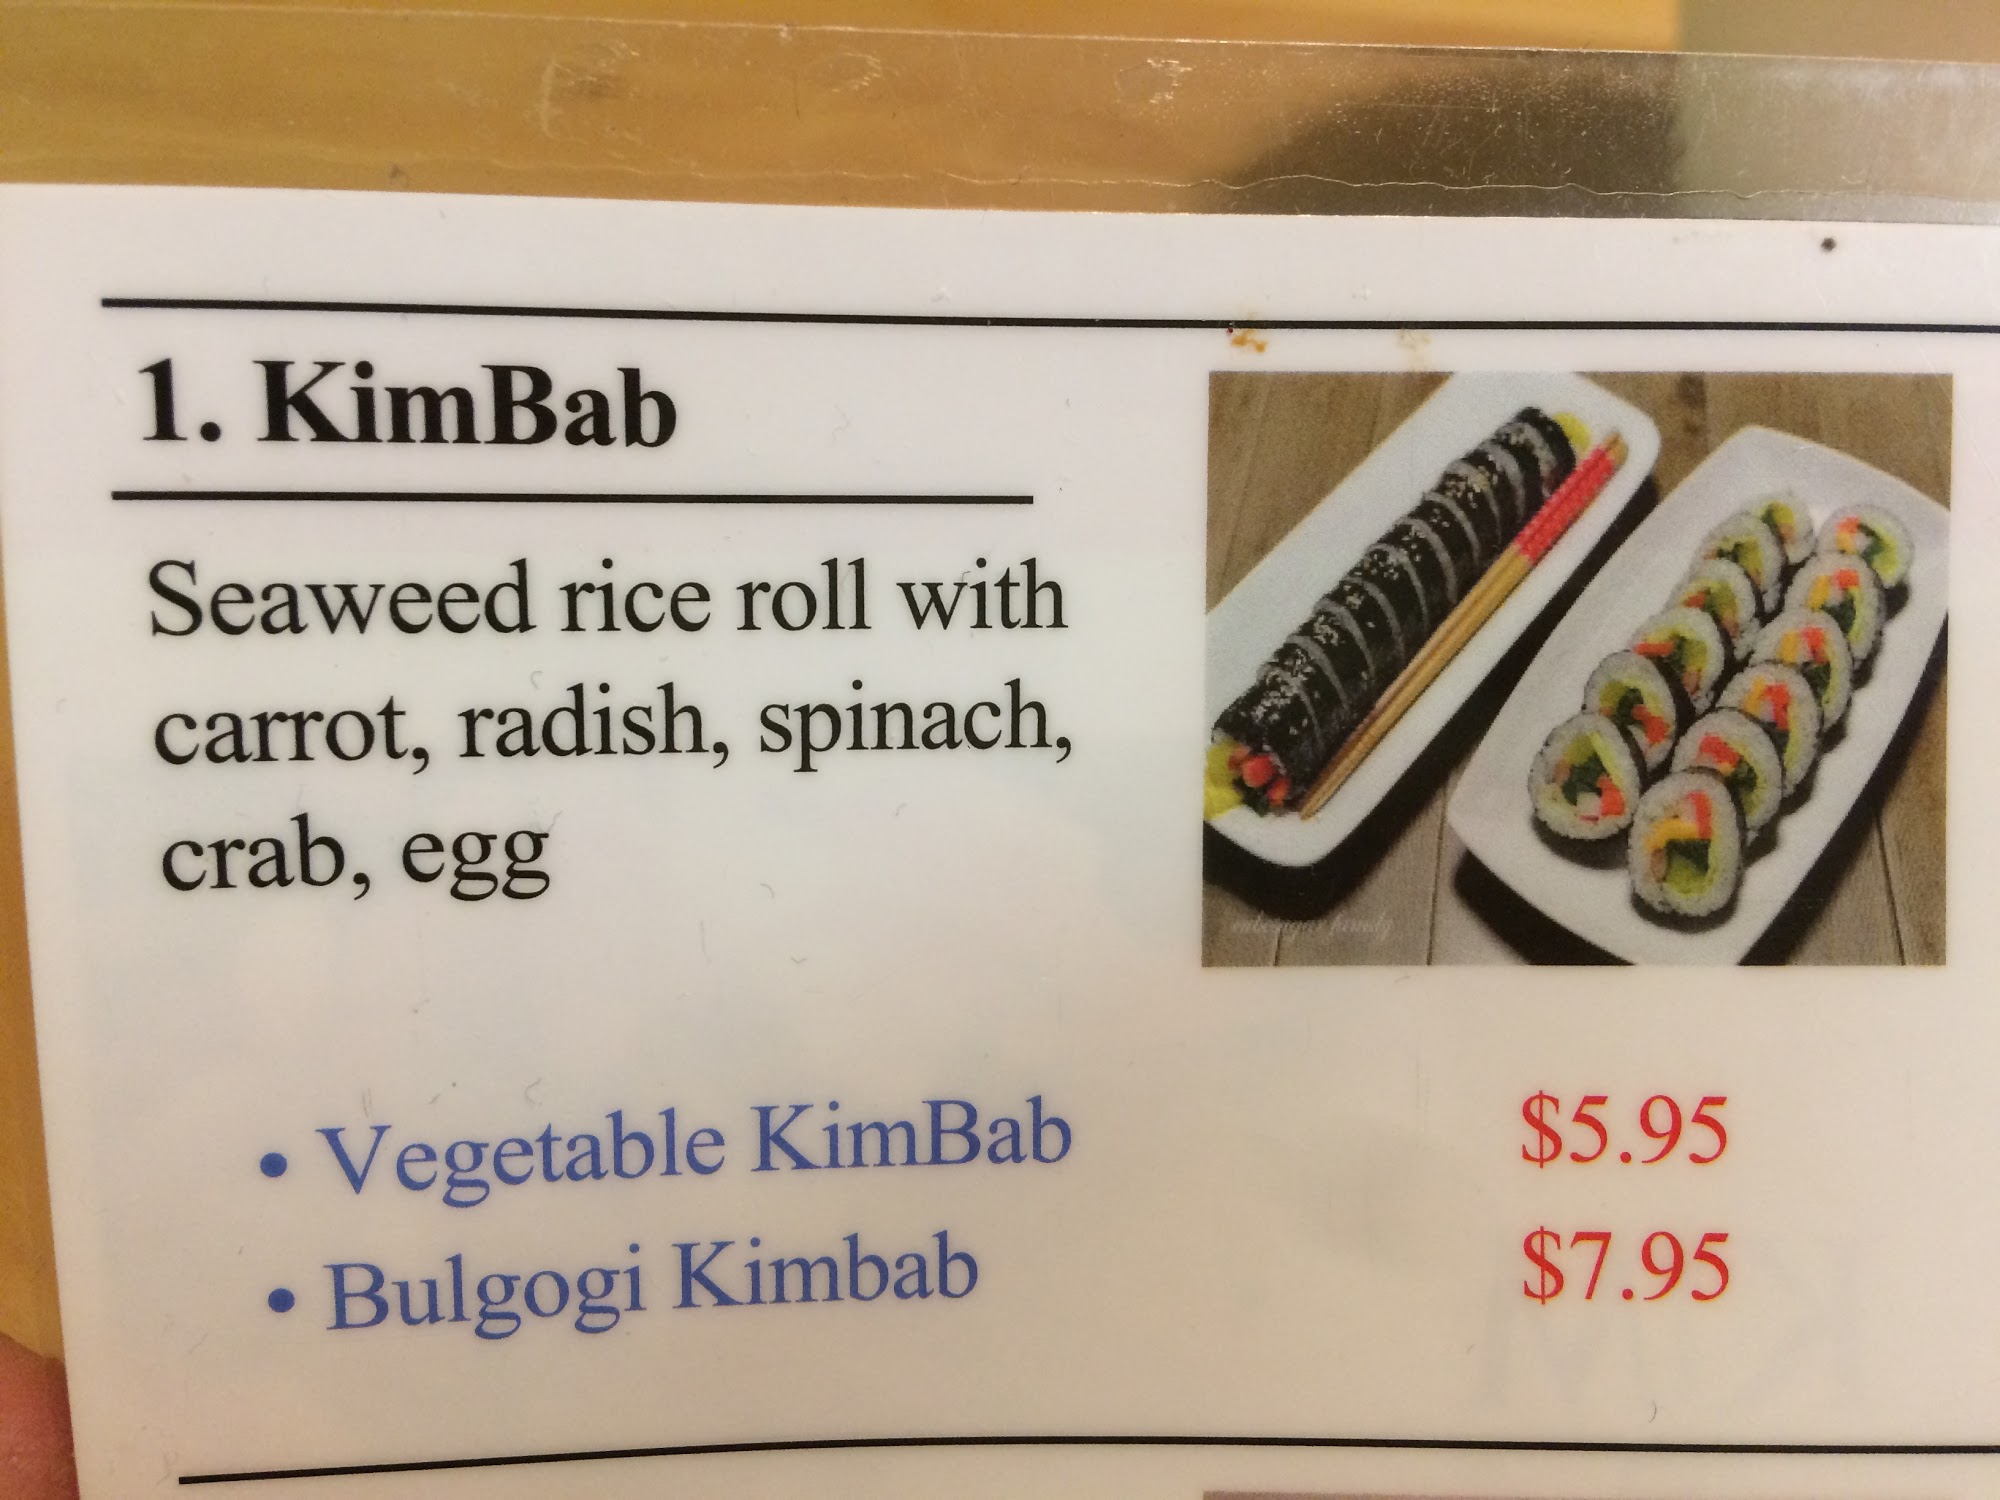 1. KimBab
Seaweed rice roll with
carrot, radish, spinach,
crab, egg
• Vegetable KimBab $5.95
• Bulgogi Kimbab $7.95